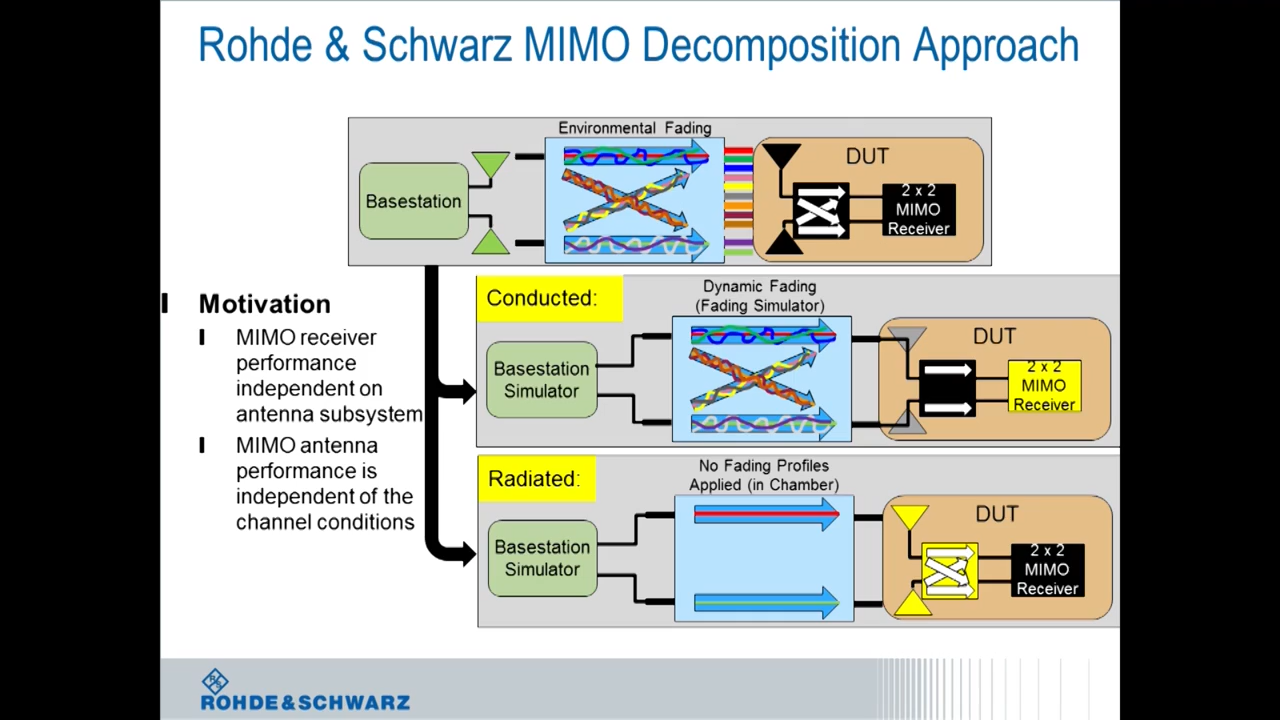 Rohde & Schwarz MIMO Decomposition Approach
Environmental Fading
Basestation
DUT
2 x 2
MIMO
Receiver
Motivation
MIMO receiver
performance
independent on
antenna subsystem
MIMO antenna
performance is
independent of the
channel conditions
Conducted:
Dynamic Fading
(Fading Simulator)
Basestation
Simulator
DUT
2 x 2
MIMO
Receiver
Radiated:
No Fading Profiles
Applied (in Chamber)
Basestation
Simulator
DUT
2 x 2
MIMO
Receiver
ROHDE & SCHWARZ